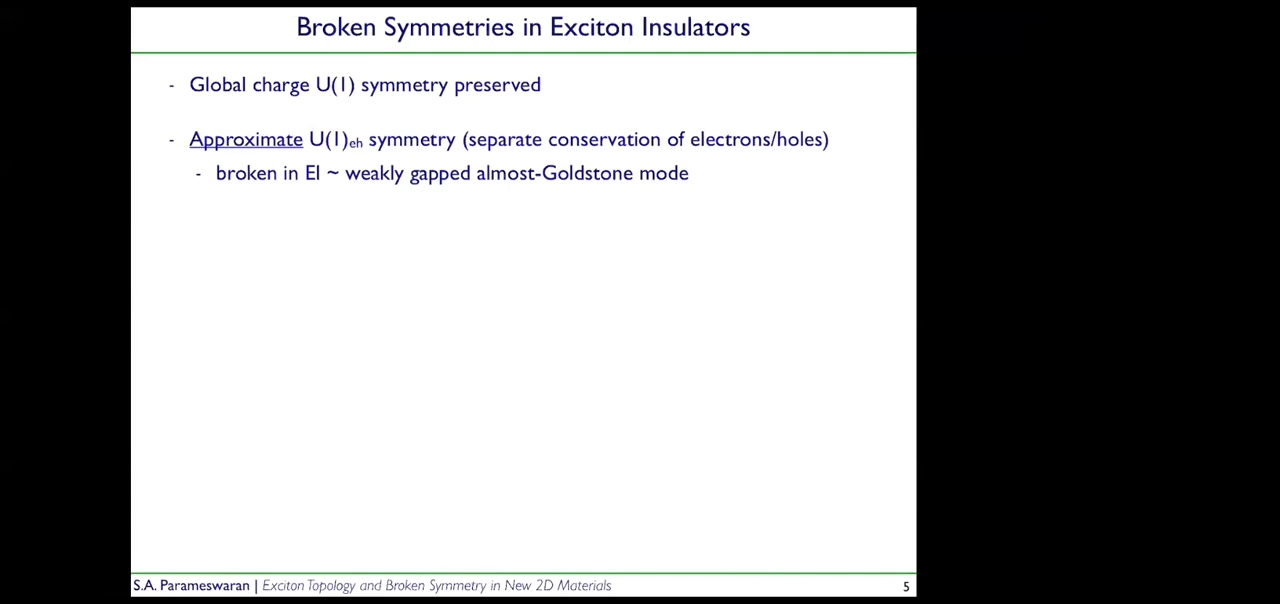 Broken Symmetries in Exciton Insulators
- Global charge U(1) symmetry preserved
- Approximate U(1)eh symmetry (separate conservation of electrons/holes)
- broken in EI ~ weakly gapped almost-Goldstone mode
S.A. Parameswaran | Exciton Topology and Broken Symmetry in New 2D Materials 5